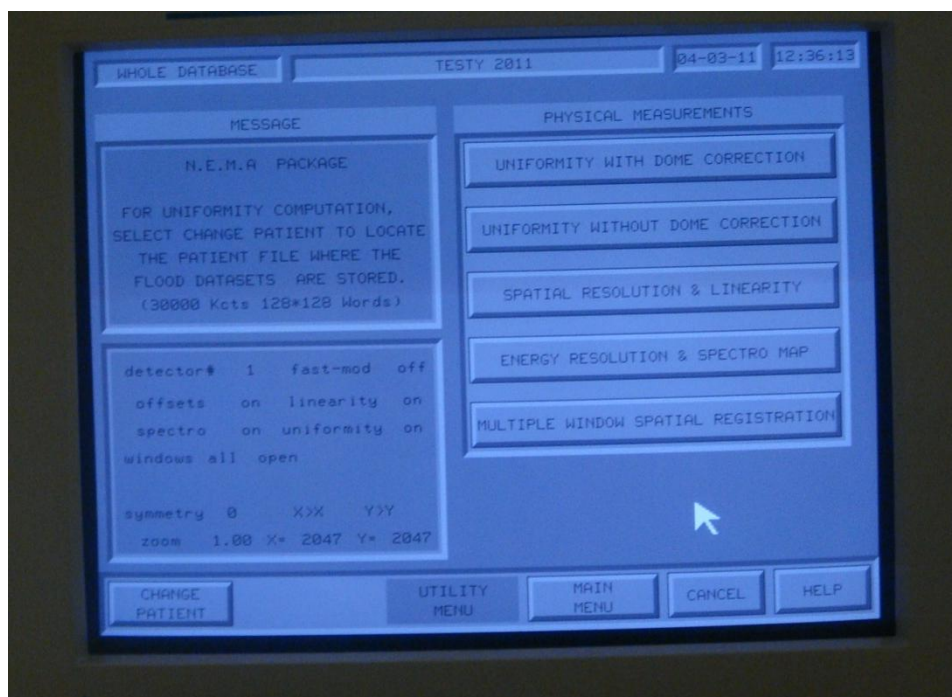 WHOLE DATABASE
TESTY 2011
04-03-11
12:36:13
MESSAGE
N.E.M.A PACKAGE
FOR UNIFORMITY COMPUTATION,
SELECT CHANGE PATIENT TO LOCATE
THE PATIENT FILE WHERE THE
FLOOD DATASETS ARE STORED.
(30000 Kcts 128*128 Words)
detector# 1 fast-mod off
offsets on linearity on
spectro on uniformity on
windows all open
symmetry 0 X>X Y>Y
zoom 1.00 X= 2047 Y= 2047
PHYSICAL MEASUREMENTS
UNIFORMITY WITH DOME CORRECTION
UNIFORMITY WITHOUT DOME CORRECTION
SPATIAL RESOLUTION & LINEARITY
ENERGY RESOLUTION & SPECTRO MAP
MULTIPLE WINDOW SPATIAL REGISTRATION
CHANGE
PATIENT
UTILITY
MENU
MAIN
MENU
CANCEL
HELP